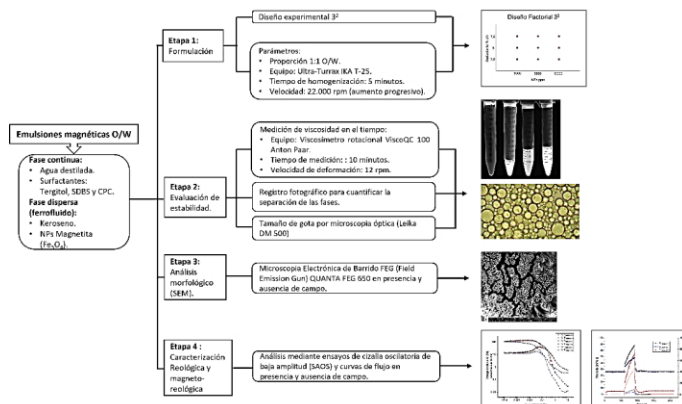 Emulsiones magnéticas O/W
Fase continua:
• Agua destilada.
• Surfactantes:
Tergitol, SDBS y CPC.
Fase dispersa
(ferrofluido):
• Keroseno.
• NPs Magnetita
(Fe3O4).
Etapa 1:
Formulación
Diseño experimental 3²
Parámetros:
• Proporción 1:1 O/W.
• Equipo: Ultra-Turrax IKA T-25.
• Tiempo de homogenización: 5 minutos.
• Velocidad: 22.000 rpm (aumento progresivo).
Diseño Factorial 3²
Etapa 2:
Evaluación de
estabilidad.
Medición de viscosidad en el tiempo:
• Equipo: Viscosímetro rotacional ViscoQC 100
Anton Paar.
• Tiempo de medición: : 10 minutos.
• Velocidad de deformación: 12 rpm.
Registro fotográfico para cuantificar la
separación de las fases.
Tamaño de gota por microscopia óptica (Leika
DM 500)
Etapa 3:
Análisis
morfológico
(SEM).
Microscopia Electrónica de Barrido FEG (Field
Emission Gun) QUANTA FEG 650 en presencia y
ausencia de campo.
Etapa 4 :
Caracterización
Reológica y
magneto-
reológica
Análisis mediante ensayos de cizalla oscilatoria de
baja amplitud (SAOS) y curvas de flujo en
presencia y ausencia de campo.